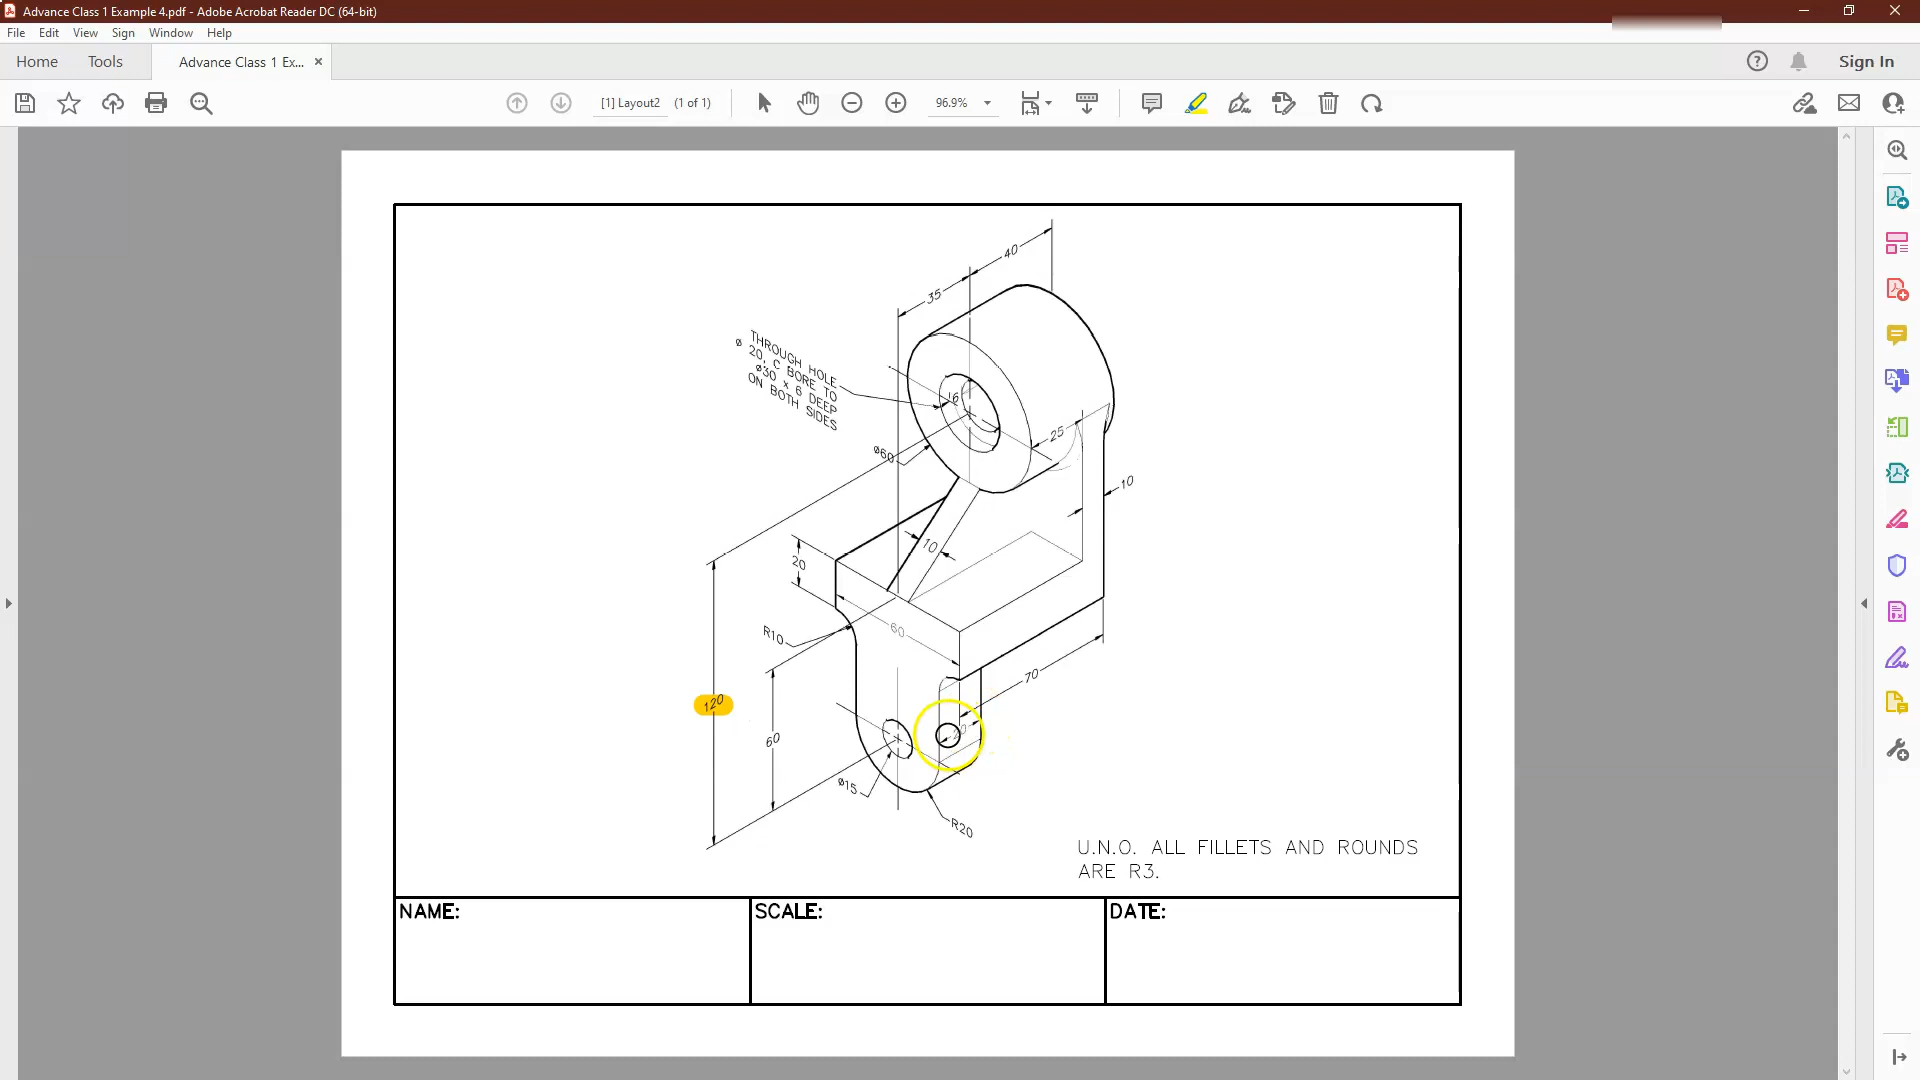 Advance Class 1 Example 4.pdf - Adobe Acrobat Reader DC (64-bit)
File Edit View Sign Window Help
Home Tools Advance Class 1 Ex... × Sign In
[1] Layout2 (1 of 1) 96.9%
40
35
THROUGH HOLE
ø 20, C BORE TO
ø30 x 6 DEEP
ON BOTH SIDES
6
25
ø60
10
10
20
60
R10
70
120
60
20
ø15
R20
U.N.O. ALL FILLETS AND ROUNDS
ARE R3.
NAME: SCALE: DATE: